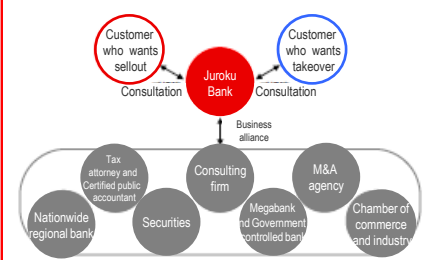 Customer
who wants
sellout
Customer
who wants
takeover
Juroku
Bank
Consultation
Consultation
Business
alliance
Tax
attorney and
Certified public
accountant
Consulting
firm
M&A
agency
Nationwide
regional bank
Securities
Megabank
nd Government
controlled bank
Chamber of
commerce
and industry